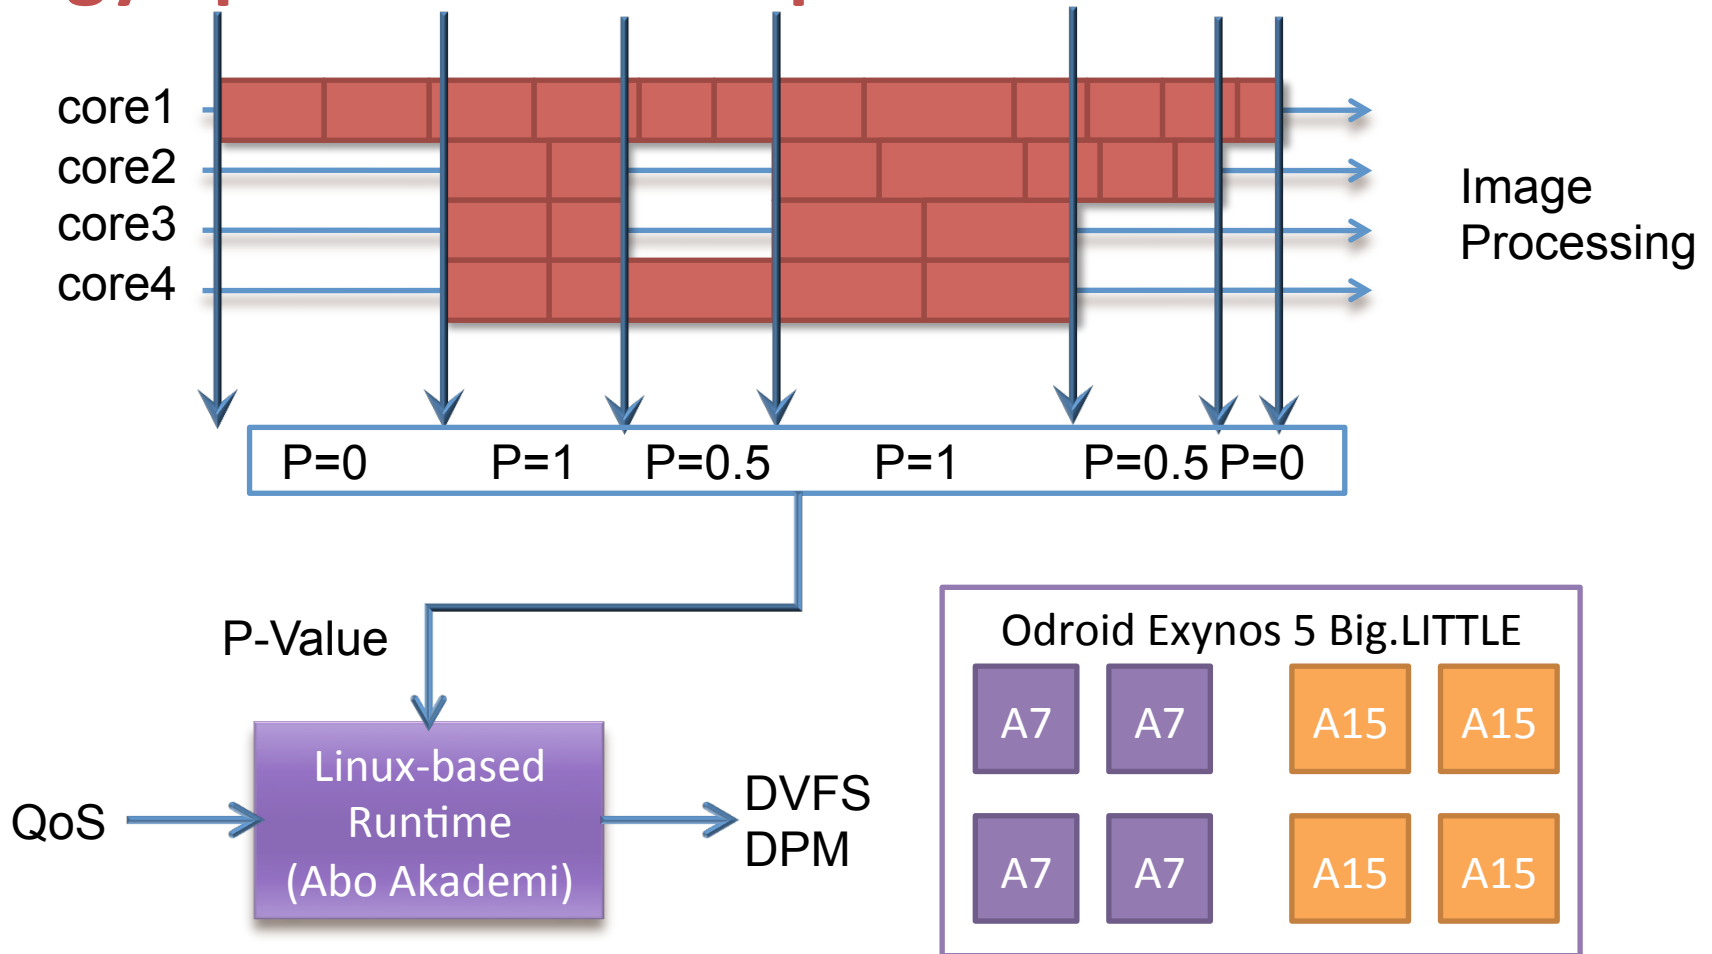 core1
core2
core3
core4
Image
Processing
P=0 P=1 P=0.5 P=1 P=0.5 P=0
P-Value
QoS
Linux-based
Runtime
(Abo Akademi)
DVFS
DPM
Odroid Exynos 5 Big.LITTLE
A7 A7 A15 A15
A7 A7 A15 A15